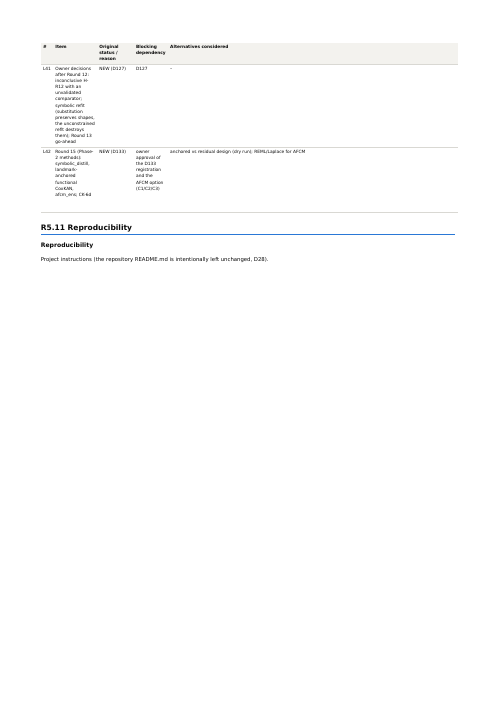 # Item Original status / reason Blocking dependency Alternatives considered
L41 Owner decisions after Round 12: inconclusive H-R12 with an unvalidated comparator; symbolic refit (substitution preserves shapes, the unconstrained refit destroys them); Round 13 go-ahead NEW (D127) D127 –
L42 Round 15 (Phase-2 methods): symbolic_distill, landmark-anchored functional CoxKAN, afcm_ens; CK-6d NEW (D133) owner approval of the D133 registration and the AFCM option (C1/C2/C3) anchored vs residual design (dry run); REML/Laplace for AFCM
R5.11 Reproducibility
Reproducibility
Project instructions (the repository README.md is intentionally left unchanged, D28).